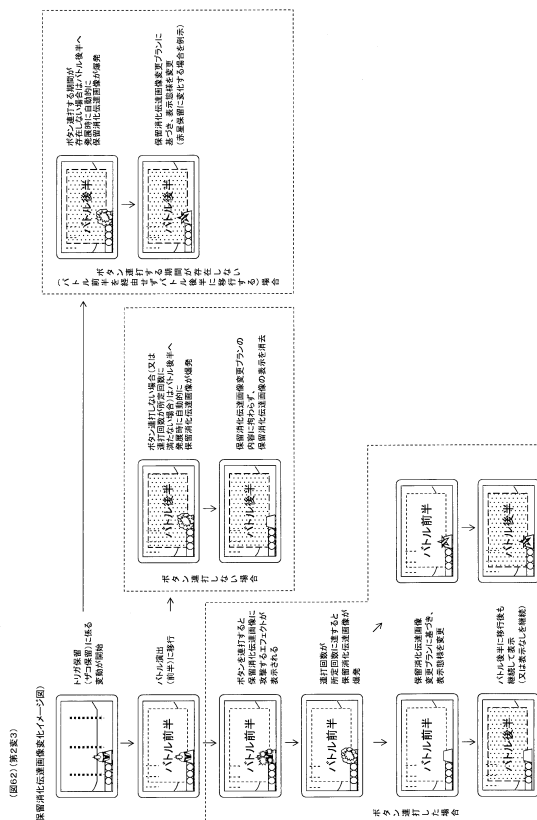 (図62)(第2変3)
保留消化伝達画像変化イメージ図)
トリガ保留
(ザコ保留)に係る
変動が開始
バトル前半
バトル演出
(前半)に移行
バトル前半
ボタンを連打すると
保留消化伝達画像に
攻撃するエフェクトが
表示される
バトル前半
連打回数が
所定回数に達すると
保留消化伝達画像が
爆発
バトル前半
保留消化伝達画像
変更プランに基づき、
表示態様を変更
バトル前半
バトル後半
バトル後半に移行後も
継続して表示
(又は表示なしを継続)
バトル後半
ボタン連打した場合
バトル後半
ボタン連打しない場合(又は
連打回数が所定回数に
満たない場合)はバトル後半へ
発展時に自動的に
保留消化伝達画像が爆発
バトル後半
保留消化伝達画像変更プランの
内容に拘わらず、
保留消化伝達画像の表示を消去
ボタン連打しない場合
バトル後半
ボタン連打する期間が
存在しない場合はバトル後半へ
発展時に自動的に
保留消化伝達画像が爆発
バトル後半
保留消化伝達画像変更プランに
基づき、表示態様を変更
(赤星保留に変化する場合を例示)
ボタン連打する期間が存在しない
(バトル前半を経由せずバトル後半に移行する)場合